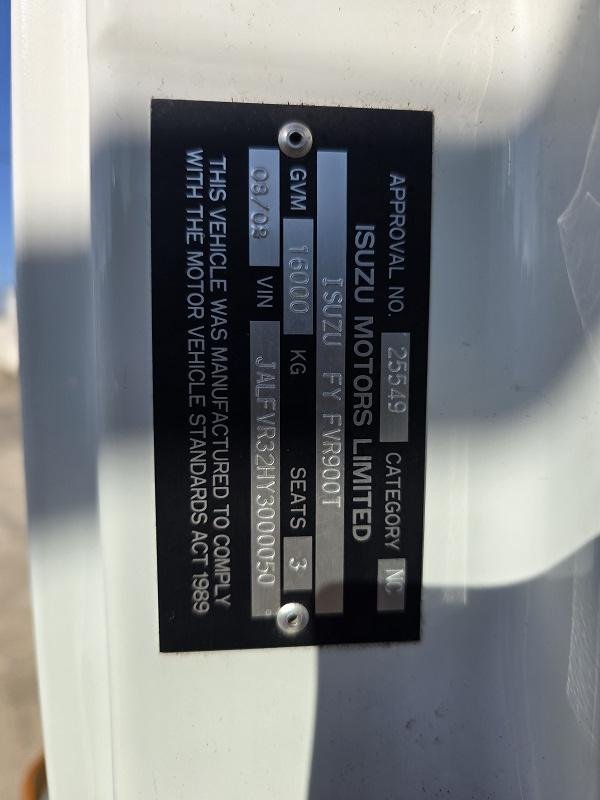 APPROVAL NO. 25549 CATEGORY NC
ISUZU MOTORS LIMITED
ISUZU FY FVR900T
GVM 16000 KG SEATS 3
08/02 VIN JALFVR32HY3000050
THIS VEHICLE WAS MANUFACTURED TO COMPLY
WITH THE MOTOR VEHICLE STANDARDS ACT 1989